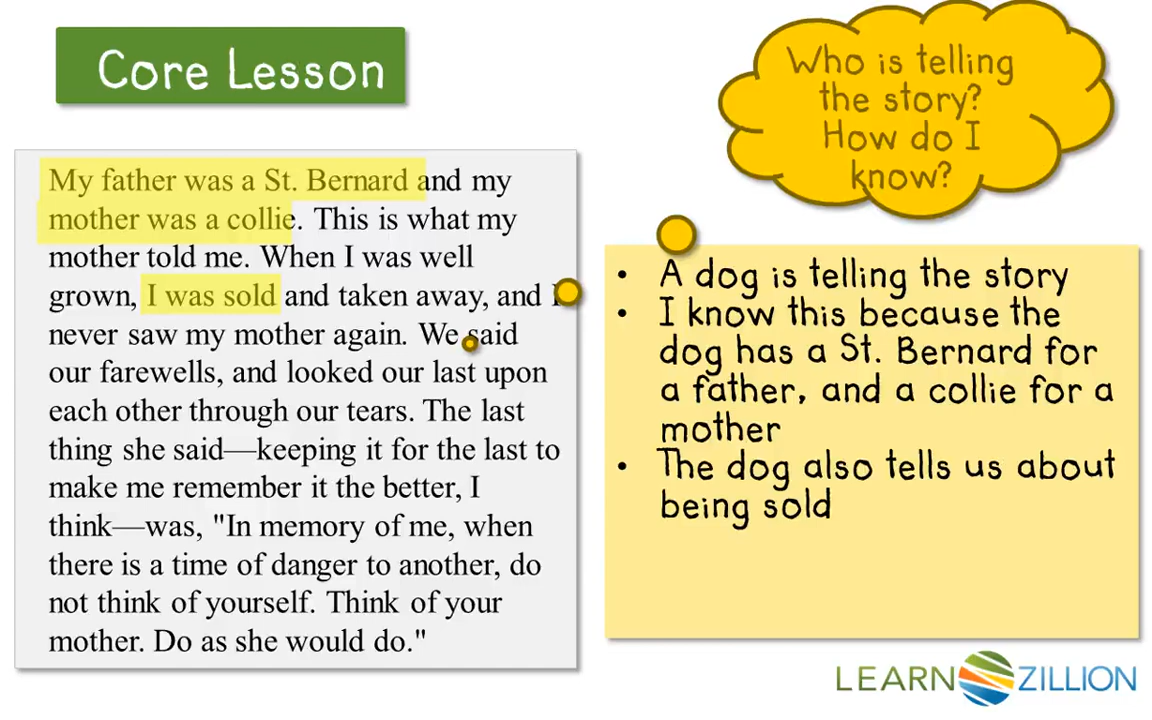 Core Lesson
Who is telling
the story?
How do I
know?
My father was a St. Bernard and my
mother was a collie. This is what my
mother told me. When I was well
grown, I was sold and taken away, and I
never saw my mother again. We said
our farewells, and looked our last upon
each other through our tears. The last
thing she said—keeping it for the last to
make me remember it the better, I
think—was, "In memory of me, when
there is a time of danger to another, do
not think of yourself. Think of your
mother. Do as she would do."
• A dog is telling the story
• I know this because the
dog has a St. Bernard for
a father, and a collie for a
mother
• The dog also tells us about
being sold
LEARN ZILLION